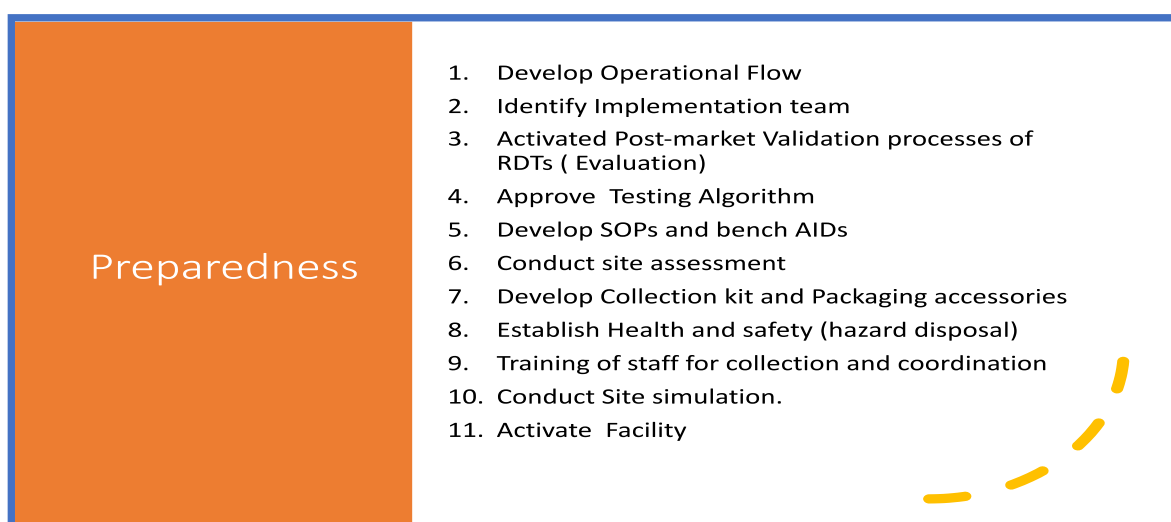 Preparedness
1. Develop Operational Flow
2. Identify Implementation team
3. Activated Post-market Validation processes of
RDTs ( Evaluation)
4. Approve  Testing Algorithm
5. Develop SOPs and bench AIDs
6. Conduct site assessment
7. Develop Collection kit and Packaging accessories
8. Establish Health and safety (hazard disposal)
9. Training of staff for collection and coordination
10. Conduct Site simulation.
11. Activate  Facility